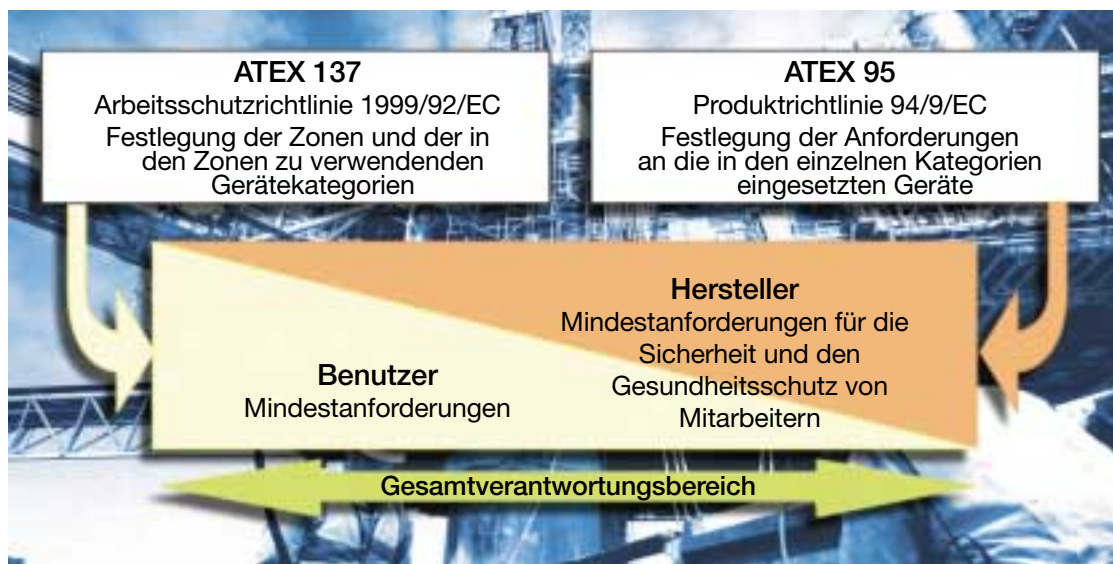 ATEX 137
Arbeitsschutzrichtlinie 1999/92/EC
Festlegung der Zonen und der in
den Zonen zu verwendenden
Gerätekategorien
ATEX 95
Produktrichtlinie 94/9/EC
Festlegung der Anforderungen
an die in den einzelnen Kategorien
eingesetzten Geräte
Benutzer
Mindestanforderungen
Hersteller
Mindestanforderungen für die
Sicherheit und den
Gesundheitsschutz von
Mitarbeitern
Gesamtverantwortungsbereich